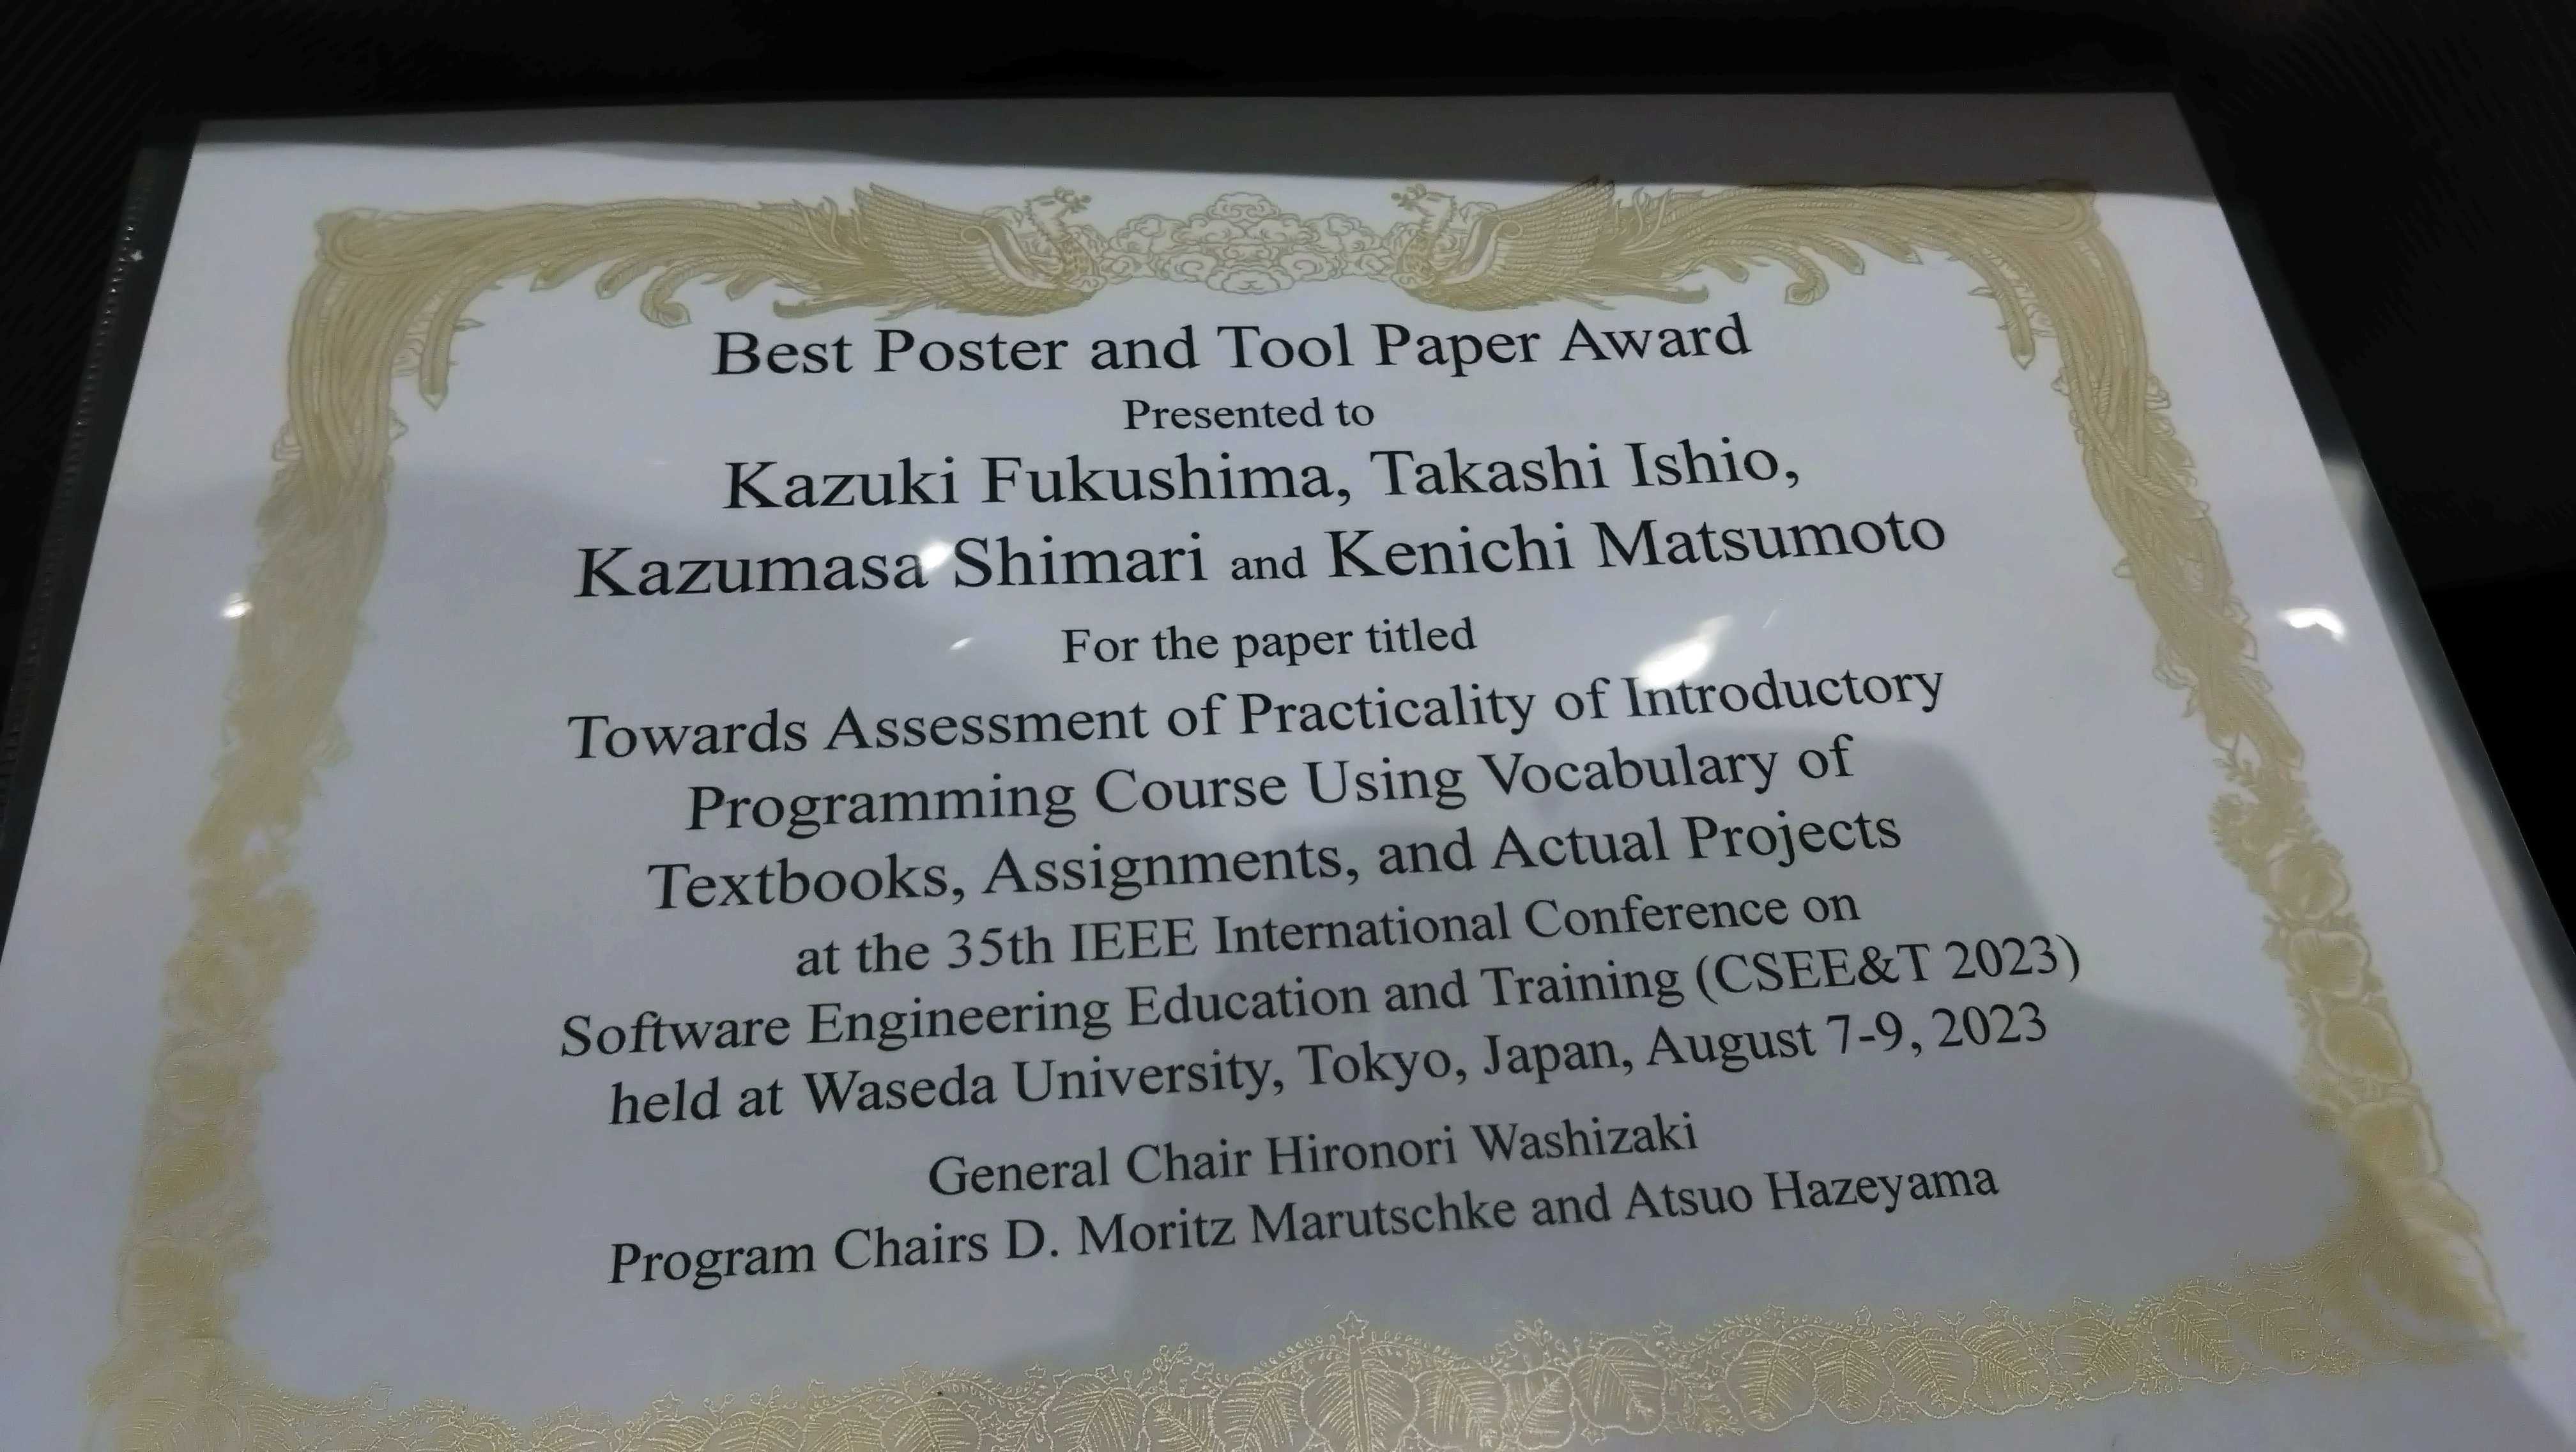 Best Poster and Tool Paper Award
Presented to
Kazuki Fukushima, Takashi Ishio,
Kazumasa Shimari and Kenichi Matsumoto
For the paper titled
Towards Assessment of Practicality of Introductory
Programming Course Using Vocabulary of
Textbooks, Assignments, and Actual Projects
at the 35th IEEE International Conference on
Software Engineering Education and Training (CSEE&T 2023)
held at Waseda University, Tokyo, Japan, August 7-9, 2023
General Chair Hironori Washizaki
Program Chairs D. Moritz Marutschke and Atsuo Hazeyama